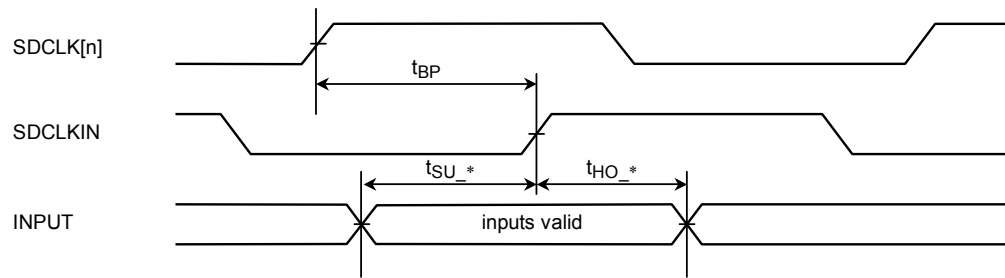 SDCLK[n]
tBP
SDCLKIN
tSU_* tHO_*
INPUT
inputs valid